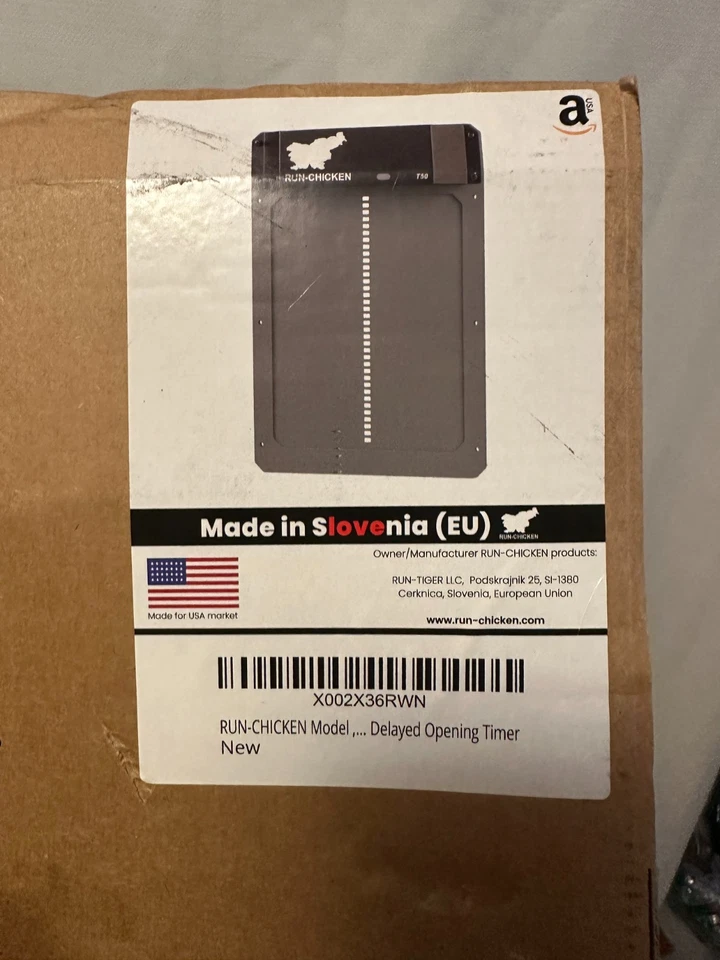 a USA
RUN-CHICKEN T50
Made in Slovenia (EU) RUN-CHICKEN
Owner/Manufacturer RUN-CHICKEN products:
RUN-TIGER LLC, Podskrajnik 25, SI-1380
Cerknica, Slovenia, European Union
Made for USA market
www.run-chicken.com
X002X36RWN
RUN-CHICKEN Model ,... Delayed Opening Timer
New